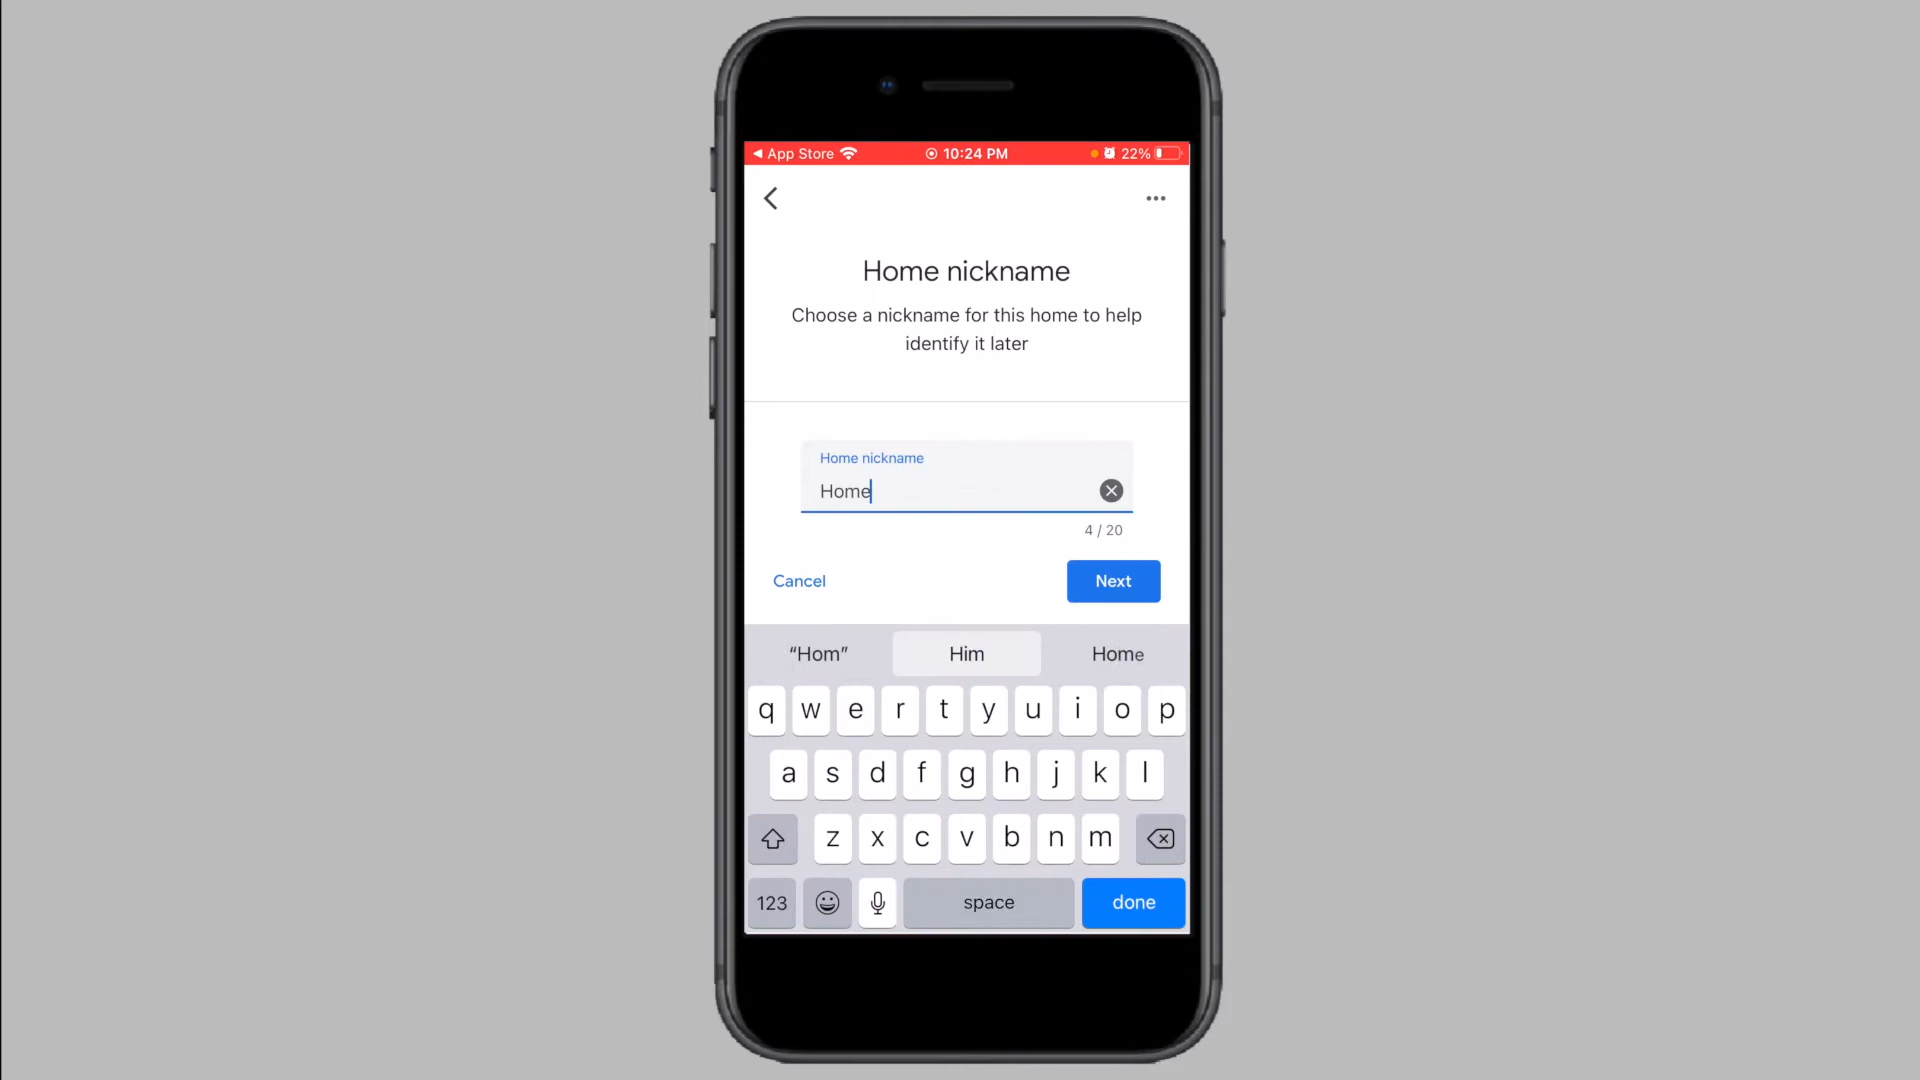 App Store 10:24 PM 22%
Home nickname
Choose a nickname for this home to help
identify it later
Home nickname
Home
4 / 20
Cancel Next
“Hom” Him Home
q w e r t y u i o p
a s d f g h j k l
z x c v b n m
123 space done